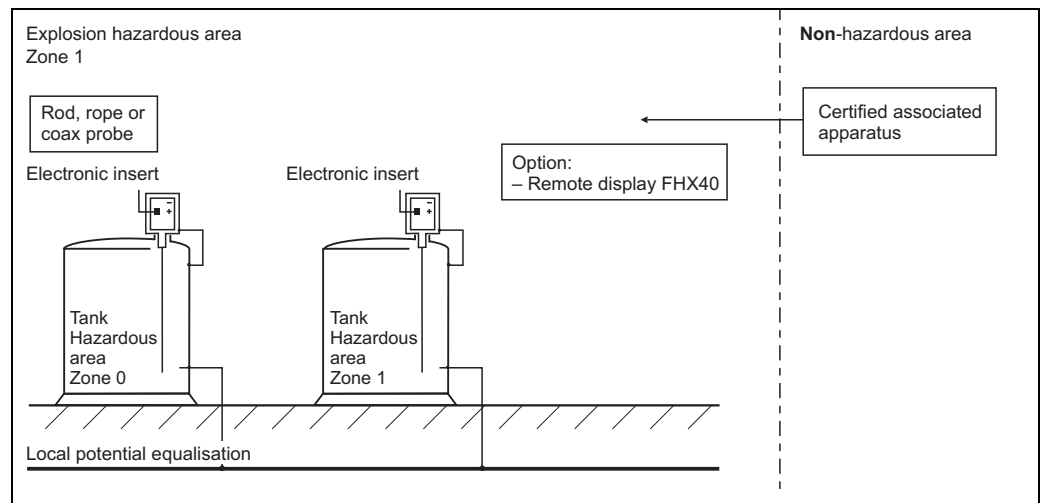 Explosion hazardous area
Zone 1
Non-hazardous area
Rod, rope or
coax probe
Certified associated
apparatus
Option:
– Remote display FHX40
Electronic insert
Electronic insert
–
+
–
+
Tank
Hazardous
area
Zone 0
Tank
Hazardous
area
Zone 1
Local potential equalisation